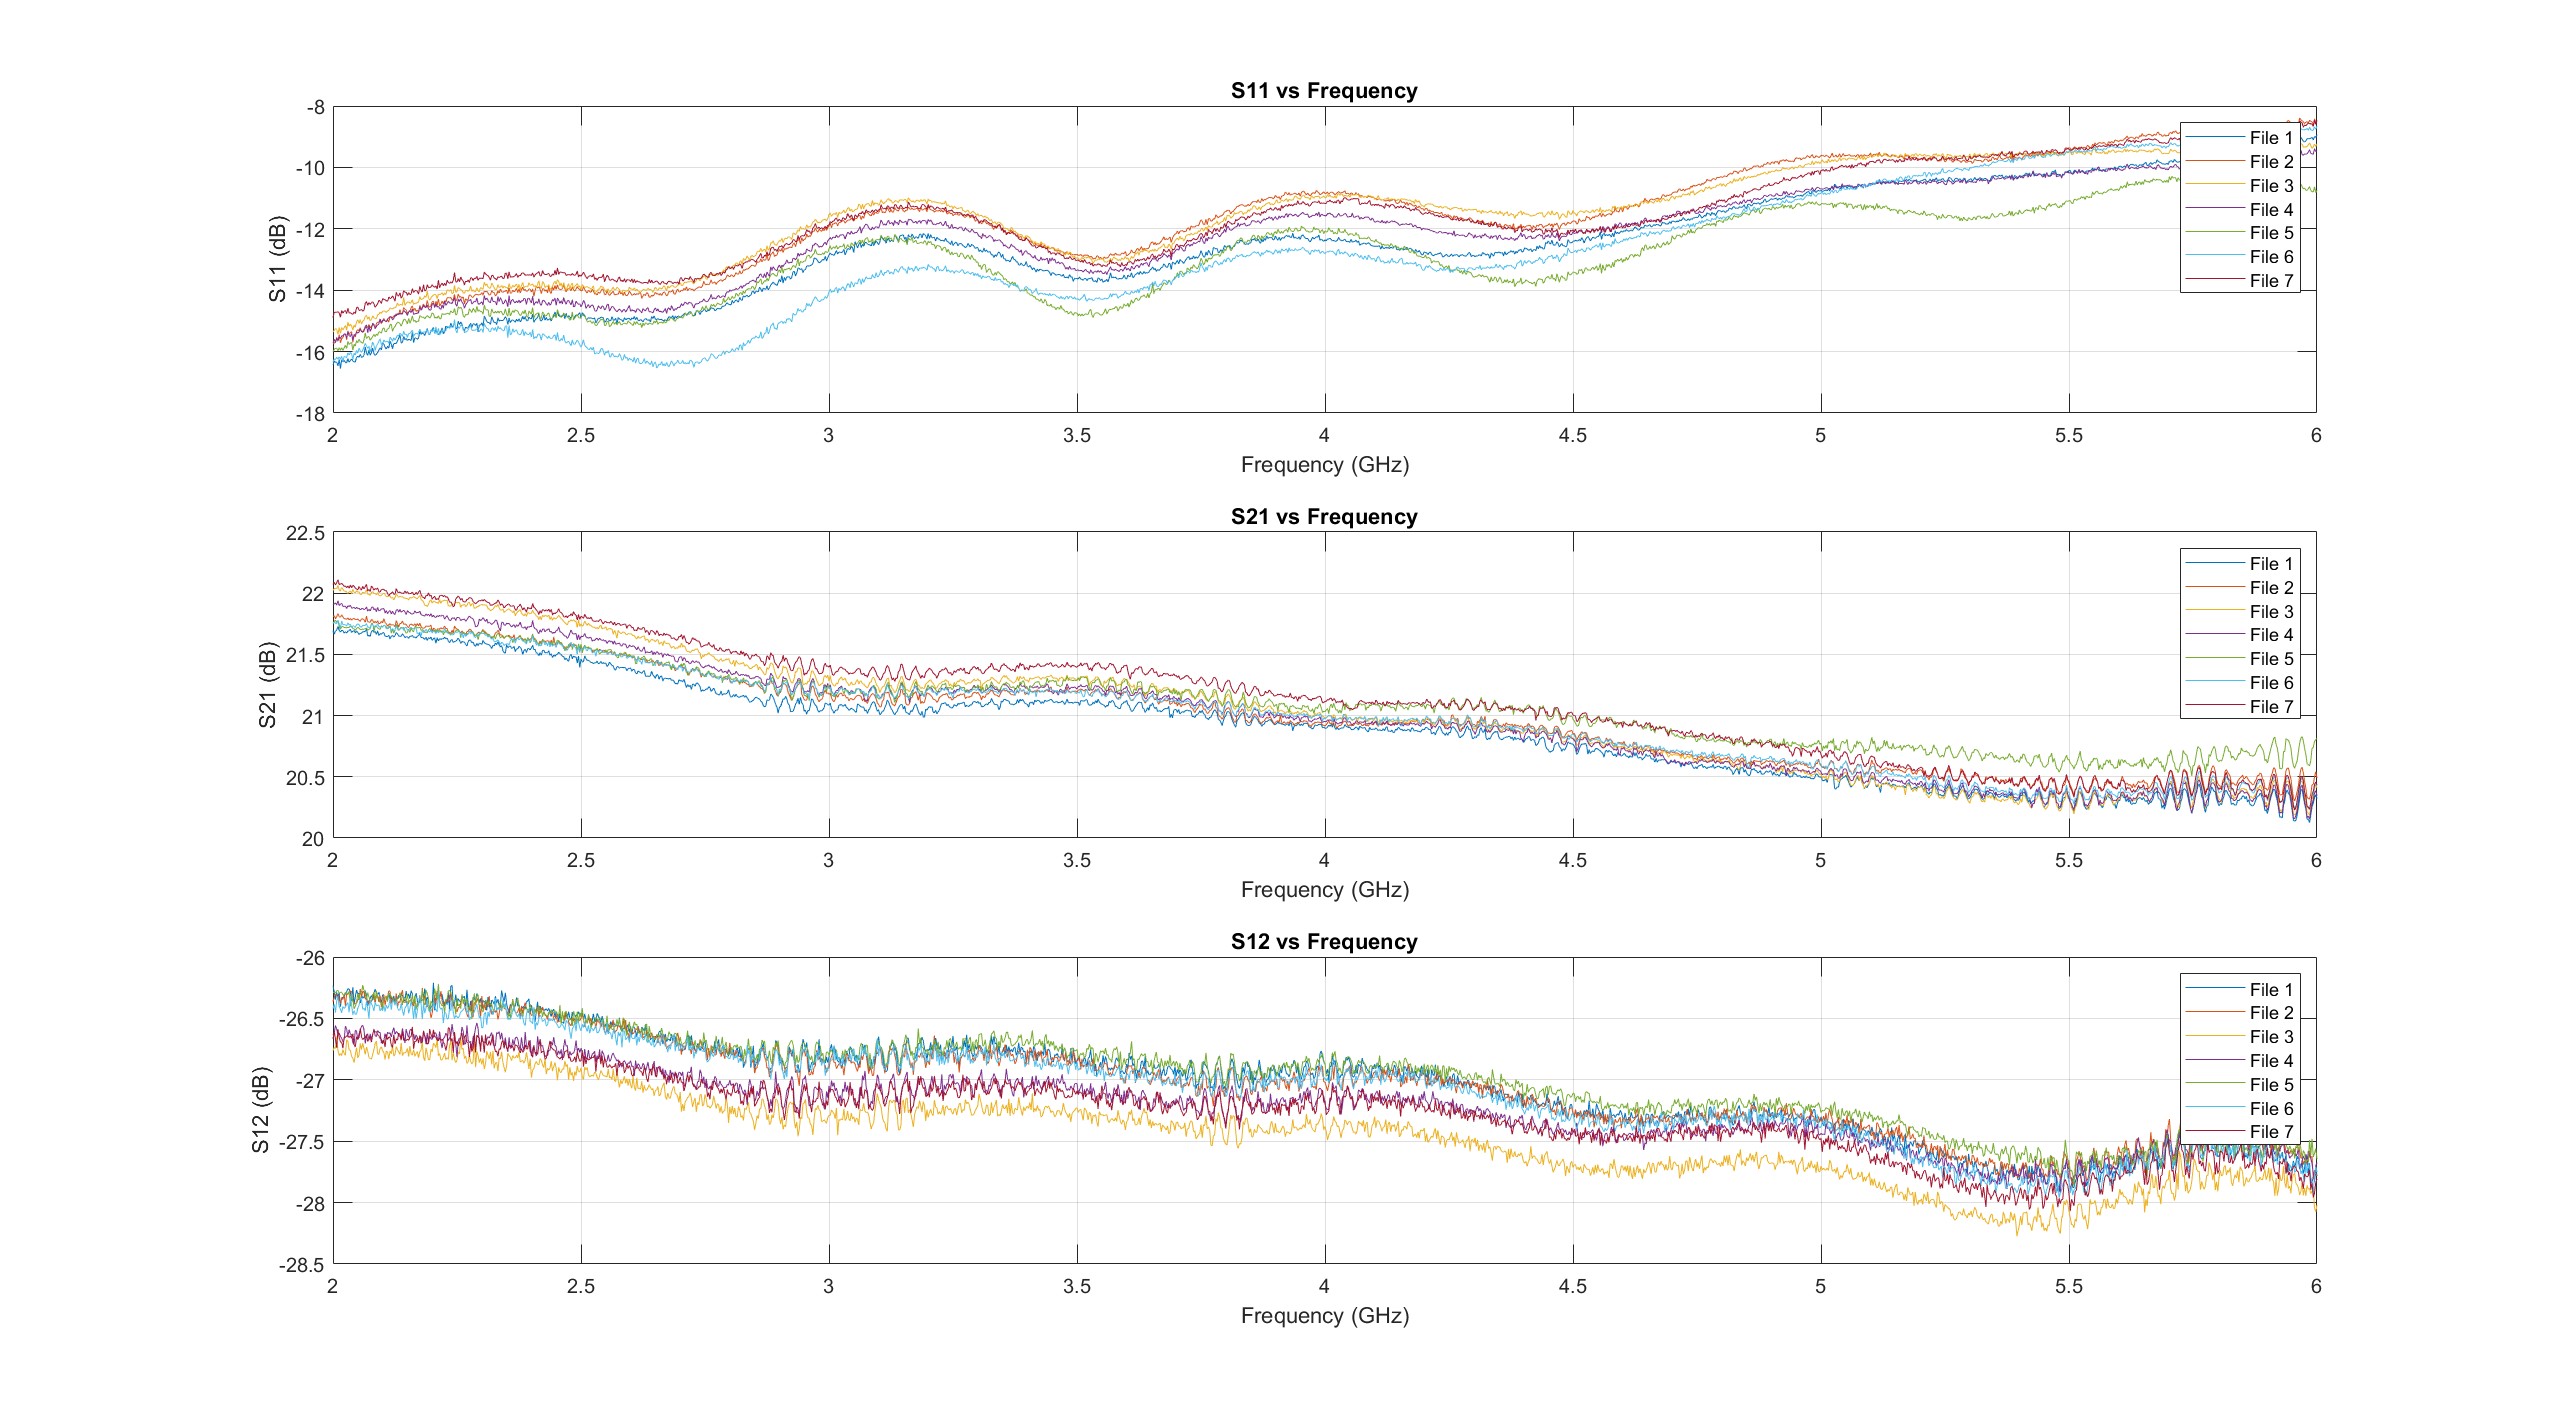 S11 vs Frequency
S11 (dB)
-8
-10
-12
-14
-16
-18
2 2.5 3 3.5 4 4.5 5 5.5 6
Frequency (GHz)
File 1
File 2
File 3
File 4
File 5
File 6
File 7
S21 vs Frequency
S21 (dB)
22.5
22
21.5
21
20.5
20
2 2.5 3 3.5 4 4.5 5 5.5 6
Frequency (GHz)
File 1
File 2
File 3
File 4
File 5
File 6
File 7
S12 vs Frequency
S12 (dB)
-26
-26.5
-27
-27.5
-28
-28.5
2 2.5 3 3.5 4 4.5 5 5.5 6
Frequency (GHz)
File 1
File 2
File 3
File 4
File 5
File 6
File 7